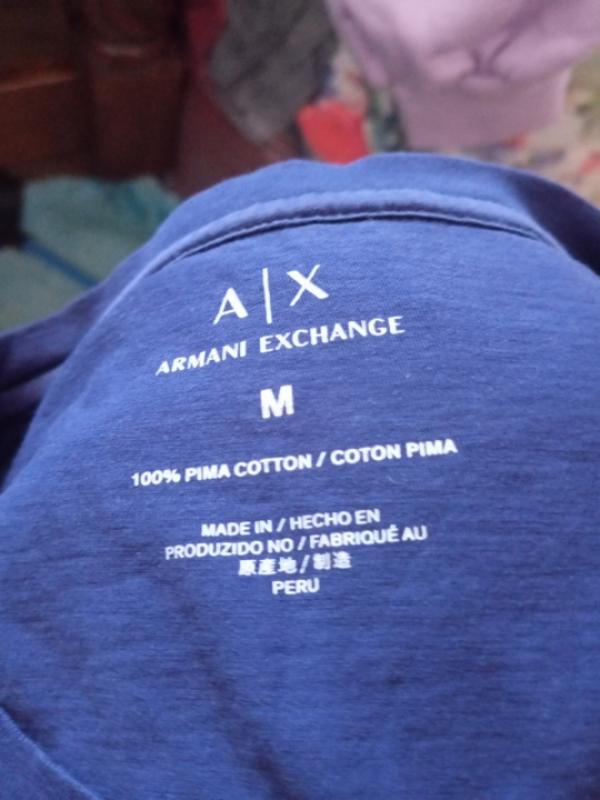 A|X
ARMANI EXCHANGE
M
100% PIMA COTTON / COTON PIMA
MADE IN / HECHO EN
PRODUZIDO NO / FABRIQUÉ AU
原産地 / 制造
PERU